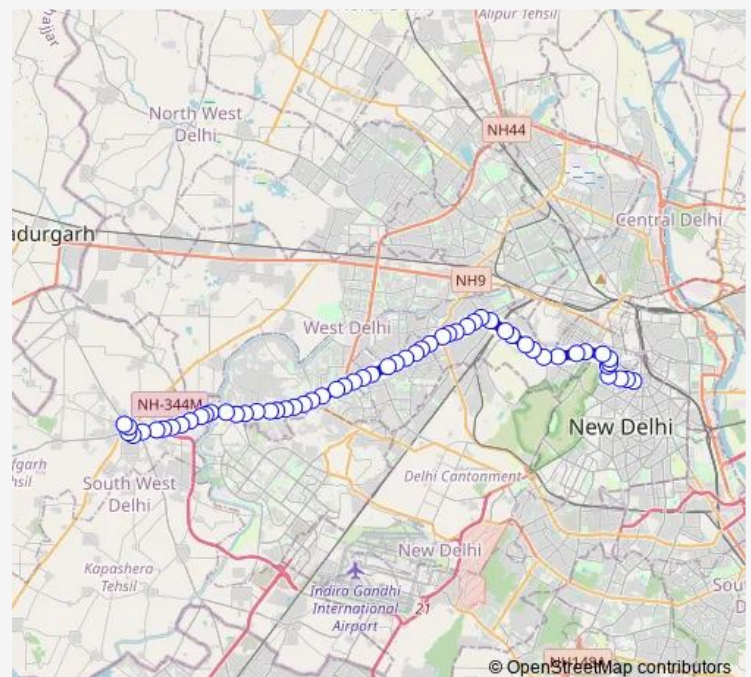 Alipur Tehsil
North West
Delhi
NH44
Central Delhi
adurgarh
NH9
West Delhi
NH-344M
New Delhi
South West
Delhi
Delhi Cantonment
New Delhi
Kapashera
Tehsil
Indira Gandhi
International
Airport
21
© OpenStreetMap contributors